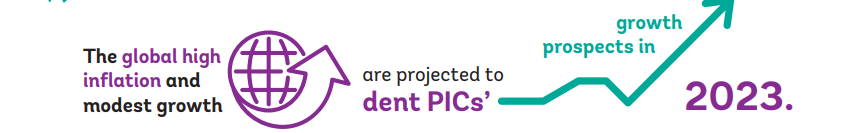 The global high
inflation and
modest growth
are projected to
dent PICs’
growth
prospects in
2023.